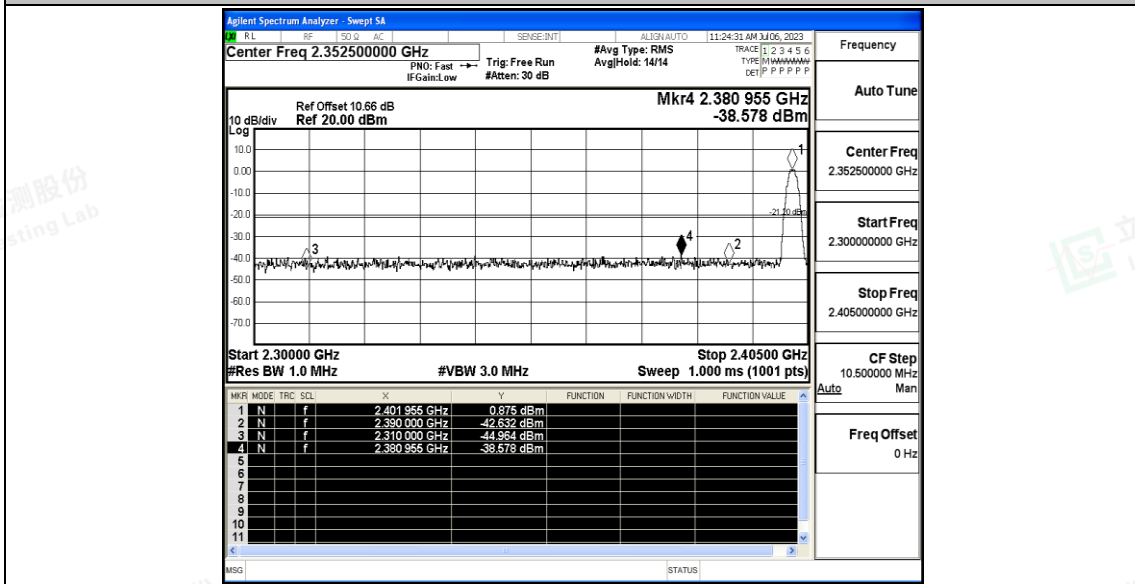 Agilent Spectrum Analyzer - Swept SA
RL RF 50 Ω AC SENSE:INT ALIGN AUTO 11:24:31 AM Jul 06, 2023
Center Freq 2.352500000 GHz
PNO: Fast
IFGain:Low
Trig: Free Run
#Atten: 30 dB
#Avg Type: RMS
Avg|Hold: 14/14
TRACE 1 2 3 4 5 6
TYPE M
DET P P P P P P
Frequency
Auto Tune
Ref Offset 10.66 dB
10 dB/div Ref 20.00 dBm
Log
Mkr4 2.380 955 GHz
-38.578 dBm
10.0
0.00
-10.0
-20.0
-30.0
-40.0
-50.0
-60.0
-70.0
1
-21.20 dBm
3
4
2
Center Freq
2.352500000 GHz
Start Freq
2.300000000 GHz
Stop Freq
2.405000000 GHz
CF Step
10.500000 MHz
Auto Man
Freq Offset
0 Hz
Start 2.30000 GHz Stop 2.40500 GHz
#Res BW 1.0 MHz #VBW 3.0 MHz Sweep 1.000 ms (1001 pts)
MKR MODE TRC SCL X Y FUNCTION FUNCTION WIDTH FUNCTION VALUE
1 N f 2.401 955 GHz 0.875 dBm
2 N f 2.390 000 GHz -42.632 dBm
3 N f 2.310 000 GHz -44.964 dBm
4 N f 2.380 955 GHz -38.578 dBm
5
6
7
8
9
10
11
MSG STATUS
测股份
sting Lab
立